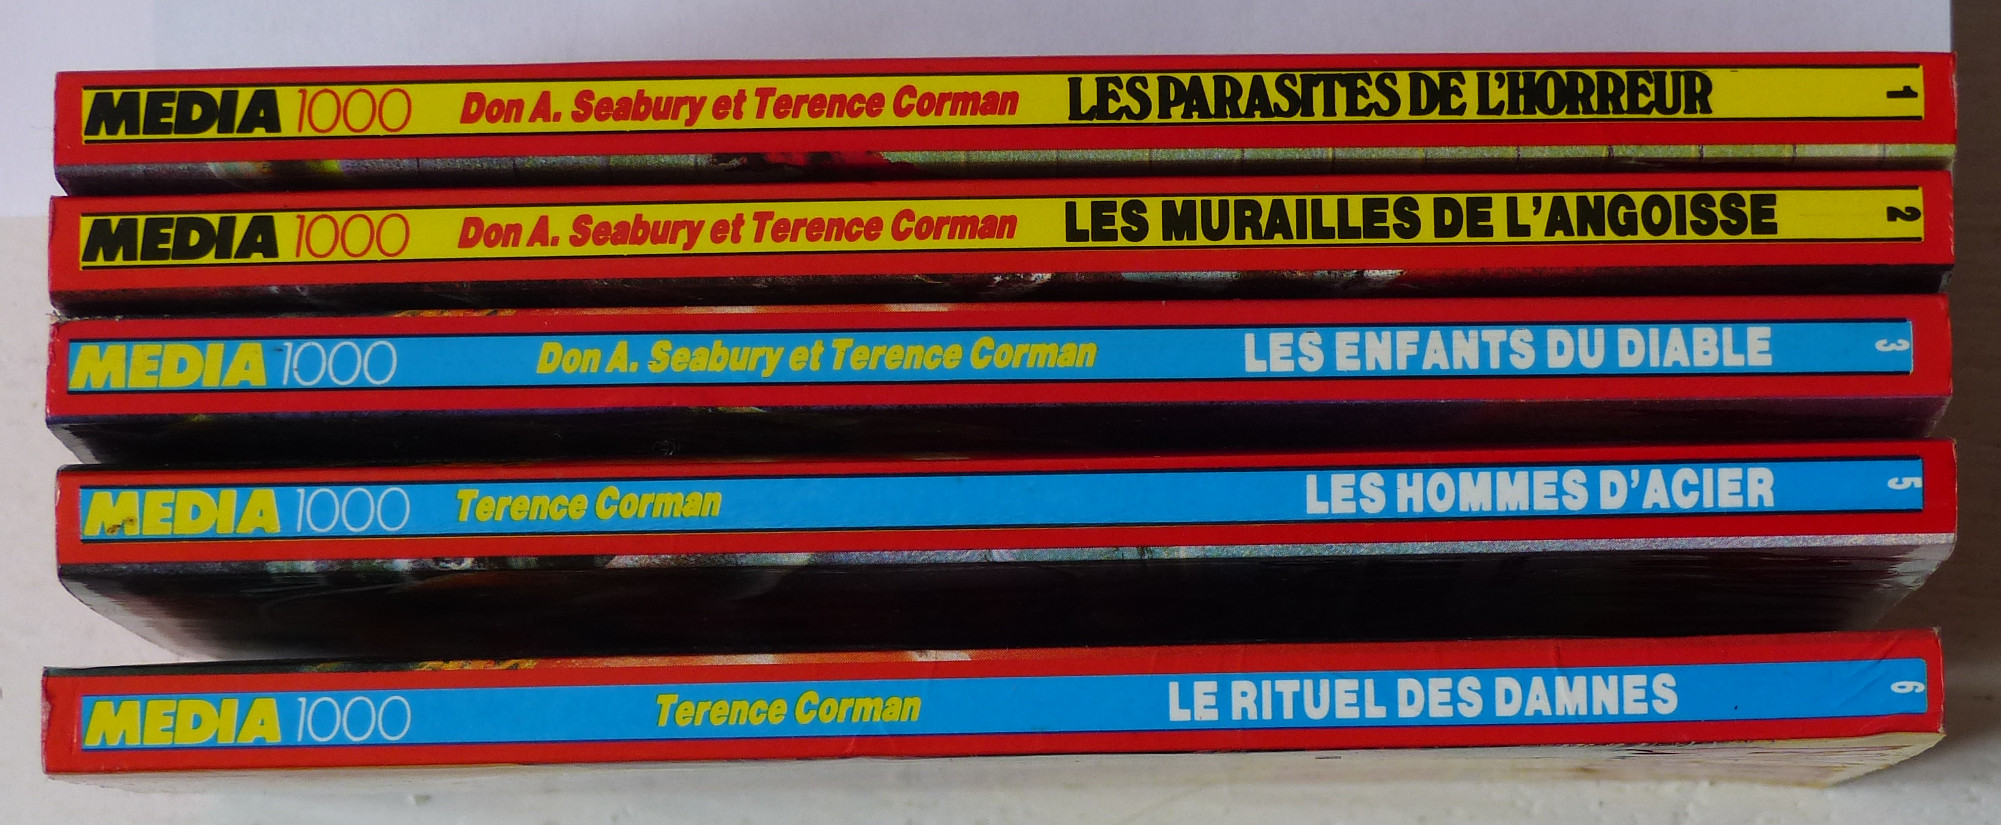 MEDIA 1000 Don A. Seabury et Terence Corman LES PARASITES DE L'HORREUR 1
MEDIA 1000 Don A. Seabury et Terence Corman LES MURAILLES DE L'ANGOISSE 2
MEDIA 1000 Don A. Seabury et Terence Corman LES ENFANTS DU DIABLE 3
MEDIA 1000 Terence Corman LES HOMMES D'ACIER 5
MEDIA 1000 Terence Corman LE RITUEL DES DAMNES 6